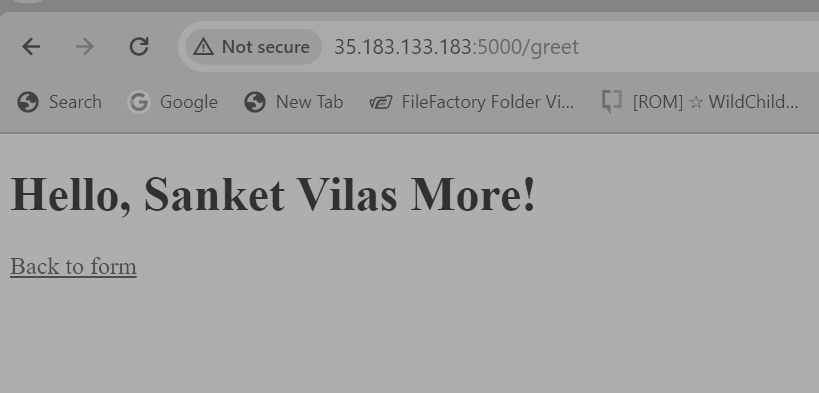 Not secure 35.183.133.183:5000/greet
Search Google New Tab FileFactory Folder Vi... [ROM] ☆ WildChild...
Hello, Sanket Vilas More!
Back to form